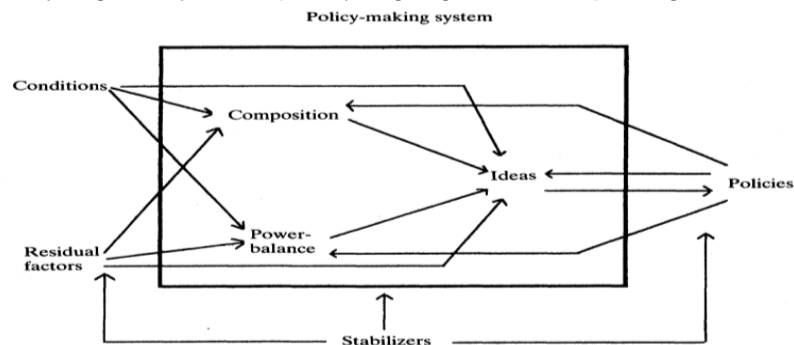 Policy-making system
Conditions
Composition
Ideas
Policies
Power-
balance
Residual
factors
Stabilizers